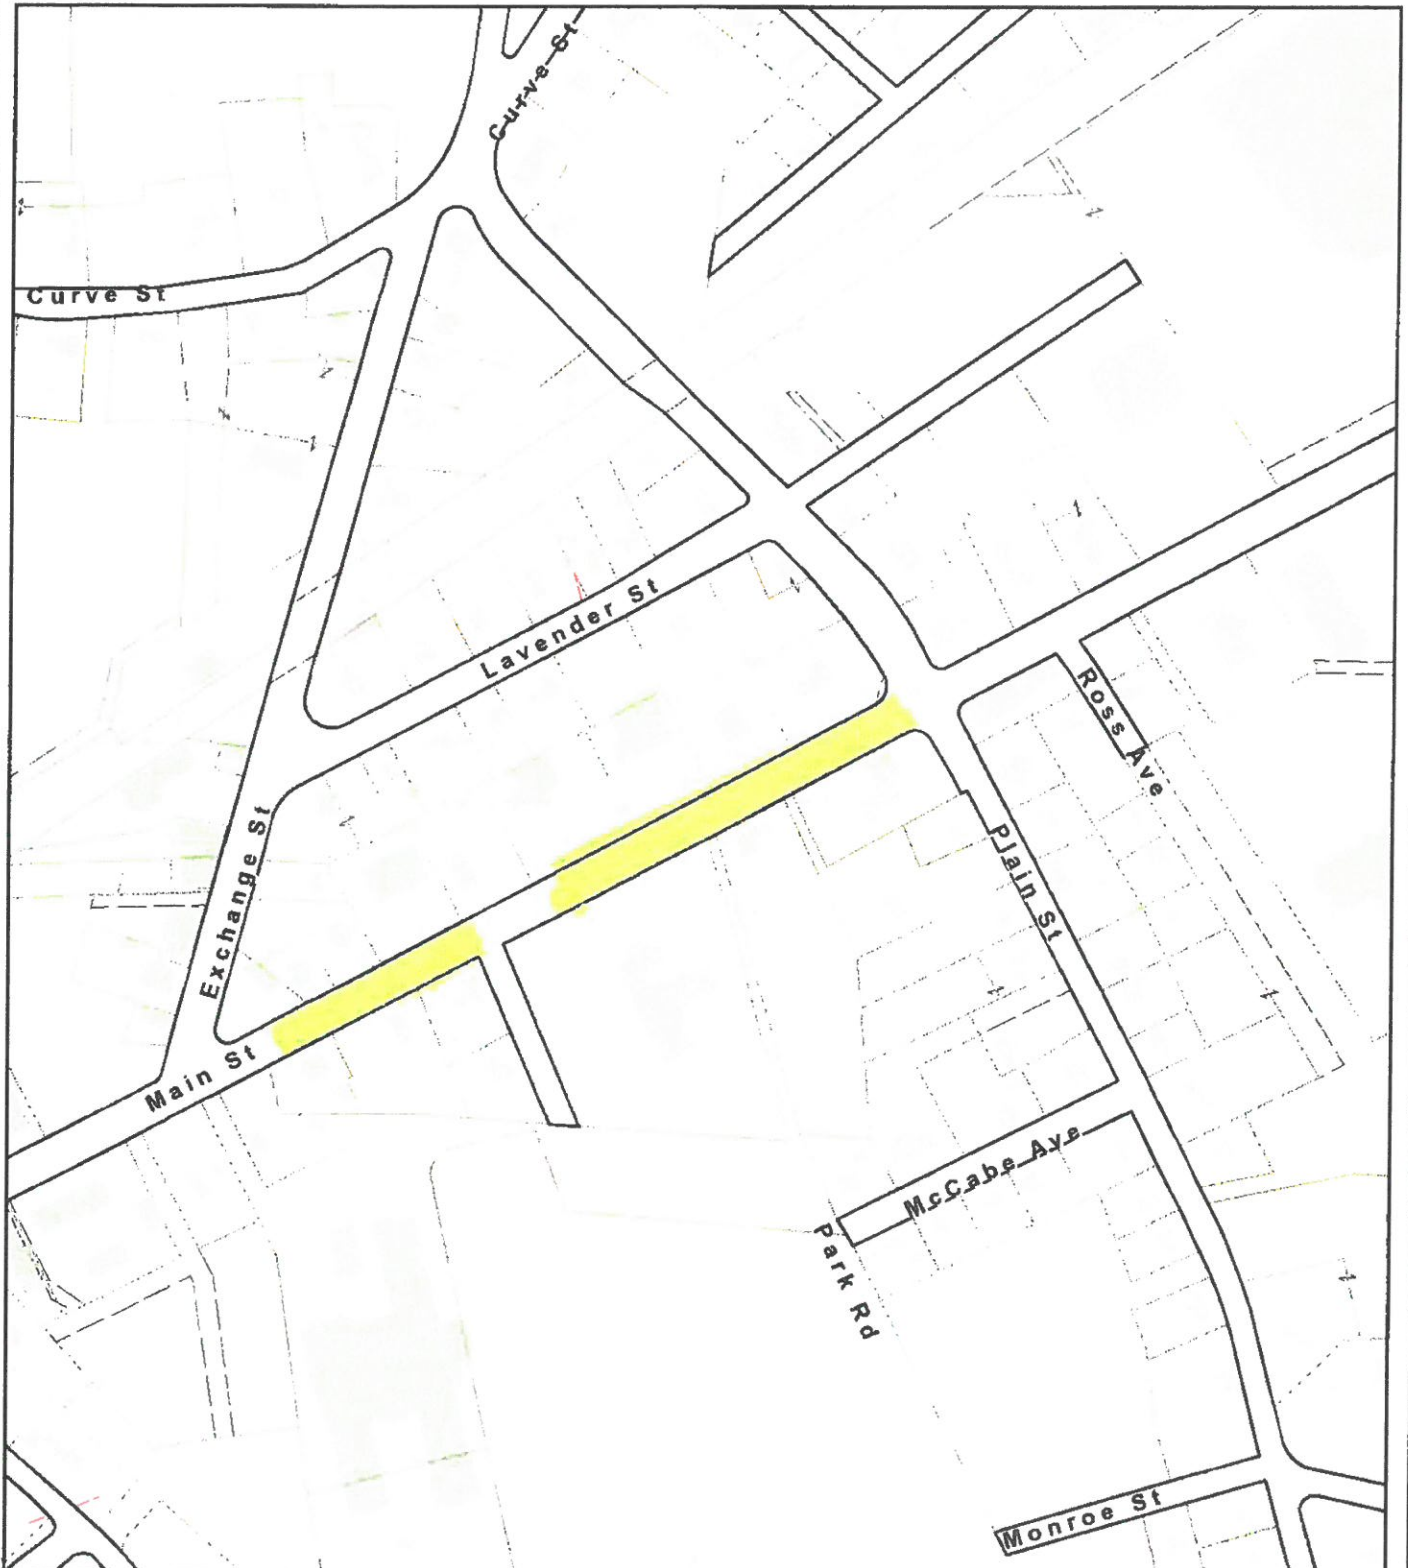 Curve St
Curve St
Lavender St
Ross Ave
Exchange St
Plain St
Main St
McCabe Ave
Park Rd
Monroe St